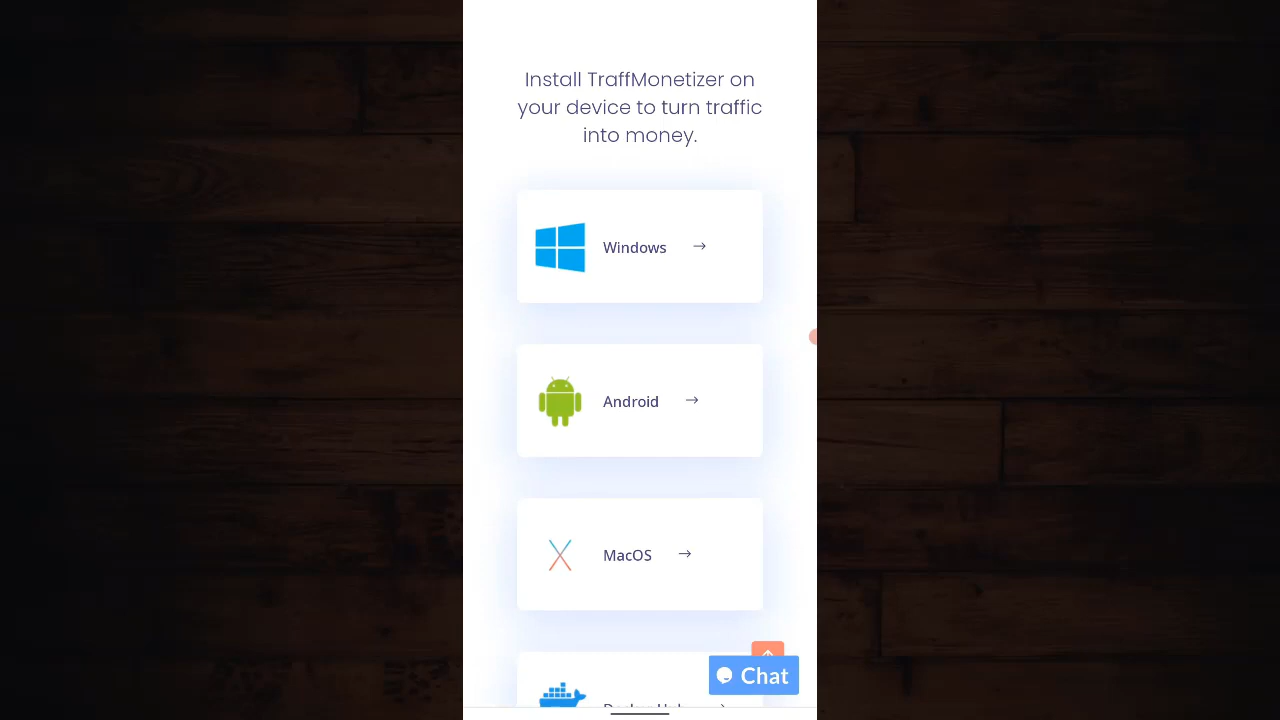 Install TraffMonetizer on
your device to turn traffic
into money.
Windows
Android
MacOS
Chat